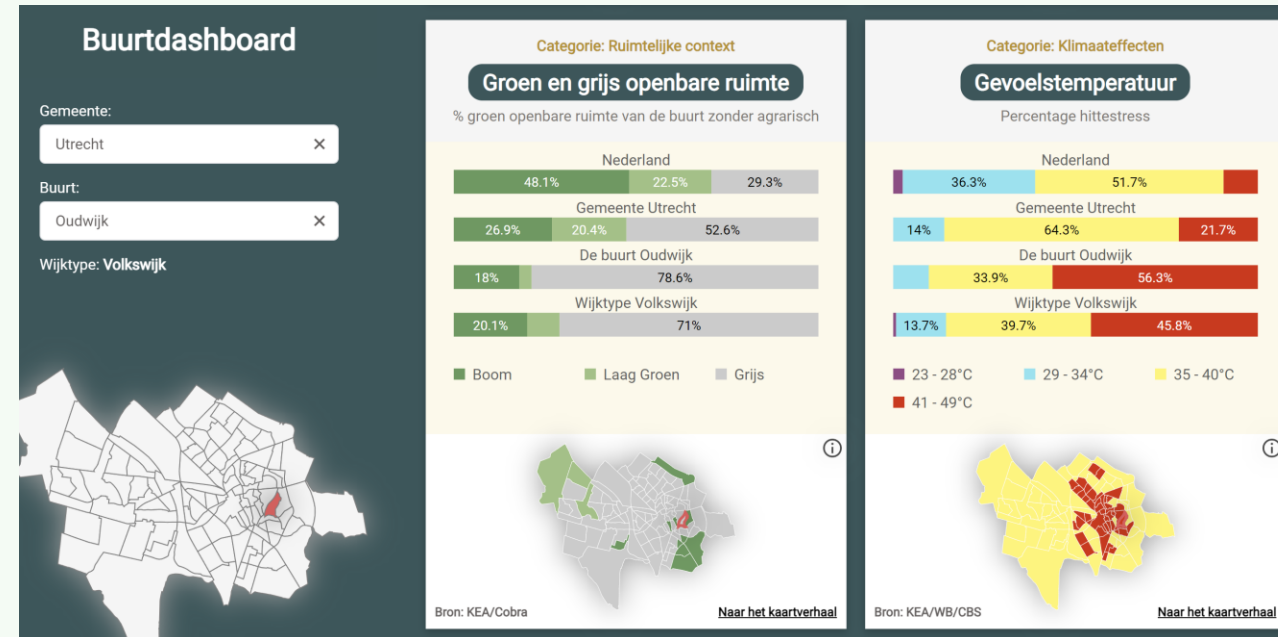 Buurtdashboard
Gemeente:
Utrecht
Buurt:
Oudwijk
Wijktype: Volkswijk
Categorie: Ruimtelijke context
Groen en grijs openbare ruimte
% groen openbare ruimte van de buurt zonder agrarisch
Nederland
48.1% 22.5% 29.3%
Gemeente Utrecht
26.9% 20.4% 52.6%
De buurt Oudwijk
18% 78.6%
Wijktype Volkswijk
20.1% 71%
Boom Laag Groen Grijs
Bron: KEA/Cobra Naar het kaartverhaal
Categorie: Klimaateffecten
Gevoelstemperatuur
Percentage hittestress
Nederland
36.3% 51.7%
Gemeente Utrecht
14% 64.3% 21.7%
De buurt Oudwijk
33.9% 56.3%
Wijktype Volkswijk
13.7% 39.7% 45.8%
23 - 28°C 29 - 34°C 35 - 40°C
41 - 49°C
Bron: KEA/WB/CBS Naar het kaartverhaal